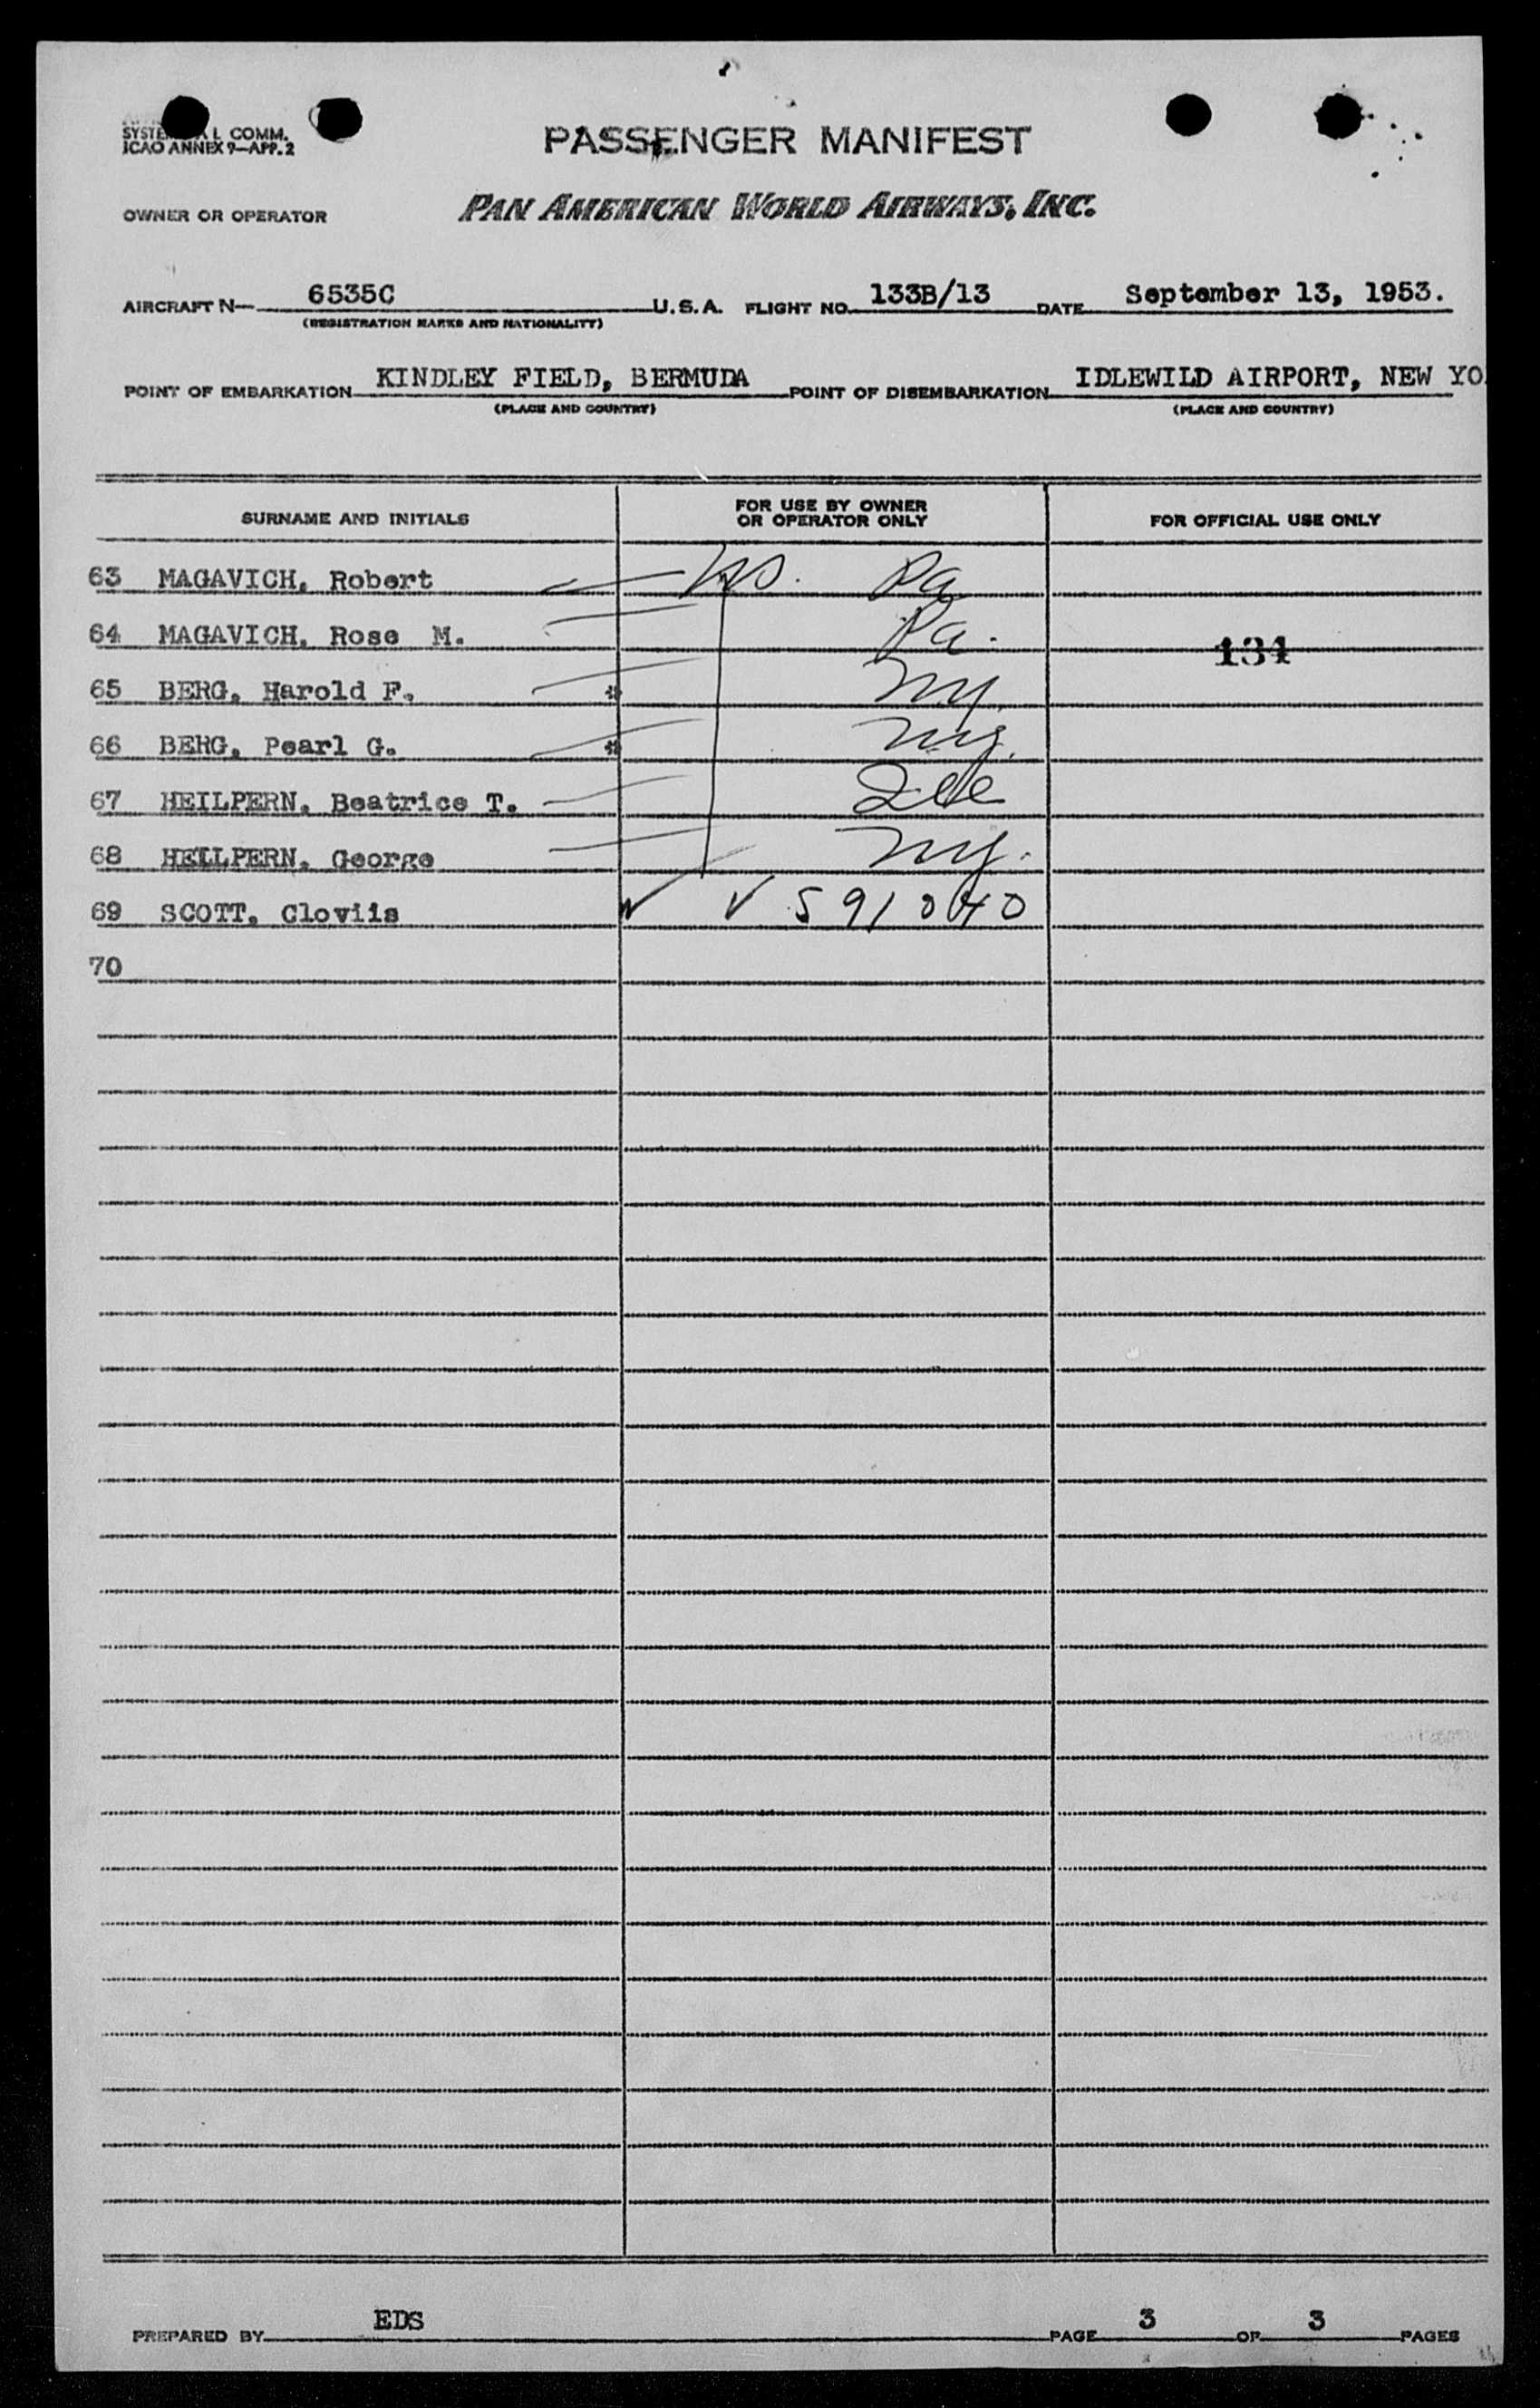 SYSTE L COMM.
ICAO ANNEX 9—APP. 2
PASSENGER MANIFEST
OWNER OR OPERATOR PAN AMERICAN WORLD AIRWAYS, INC.
AIRCRAFT N— 6535C U.S.A. FLIGHT NO. 133B/13 DATE September 13, 1953.
(REGISTRATION MARKS AND NATIONALITY)
POINT OF EMBARKATION KINDLEY FIELD, BERMUDA POINT OF DISEMBARKATION IDLEWILD AIRPORT, NEW YO
(PLACE AND COUNTRY) (PLACE AND COUNTRY)
SURNAME AND INITIALS FOR USE BY OWNER OR OPERATOR ONLY FOR OFFICIAL USE ONLY
63 MAGAVICH, Robert Pa
64 MAGAVICH, Rose M. Pa. 134
65 BERG, Harold F. * ny.
66 BERG, Pearl G. * ny.
67 HEILPERN, Beatrice T.
68 HEILPERN, George ny.
69 SCOTT, Cloviis ✓ ✓ 591040
70
PREPARED BY EDS PAGE 3 OF 3 PAGES